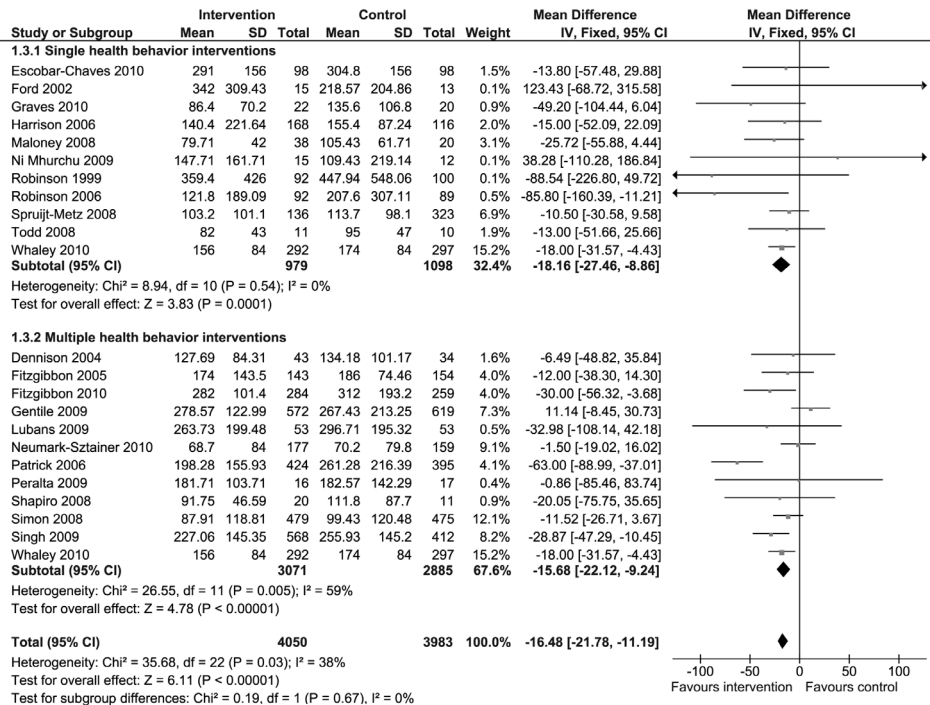 Intervention Control Mean Difference Mean Difference
Study or Subgroup Mean SD Total Mean SD Total Weight IV, Fixed, 95% CI IV, Fixed, 95% CI
1.3.1 Single health behavior interventions
Escobar-Chaves 2010 291 156 98 304.8 156 98 1.5% -13.80 [-57.48, 29.88]
Ford 2002 342 309.43 15 218.57 204.86 13 0.1% 123.43 [-68.72, 315.58]
Graves 2010 86.4 70.2 22 135.6 106.8 20 0.9% -49.20 [-104.44, 6.04]
Harrison 2006 140.4 221.64 168 155.4 87.24 116 2.0% -15.00 [-52.09, 22.09]
Maloney 2008 79.71 42 38 105.43 61.71 20 3.1% -25.72 [-55.88, 4.44]
Ni Mhurchu 2009 147.71 161.71 15 109.43 219.14 12 0.1% 38.28 [-110.28, 186.84]
Robinson 1999 359.4 426 92 447.94 548.06 100 0.1% -88.54 [-226.80, 49.72]
Robinson 2006 121.8 189.09 92 207.6 307.11 89 0.5% -85.80 [-160.39, -11.21]
Spruijt-Metz 2008 103.2 101.1 136 113.7 98.1 323 6.9% -10.50 [-30.58, 9.58]
Todd 2008 82 43 11 95 47 10 1.9% -13.00 [-51.66, 25.66]
Whaley 2010 156 84 292 174 84 297 15.2% -18.00 [-31.57, -4.43]
Subtotal (95% CI) 979 1098 32.4% -18.16 [-27.46, -8.86]
Heterogeneity: Chi² = 8.94, df = 10 (P = 0.54); I² = 0%
Test for overall effect: Z = 3.83 (P = 0.0001)
1.3.2 Multiple health behavior interventions
Dennison 2004 127.69 84.31 43 134.18 101.17 34 1.6% -6.49 [-48.82, 35.84]
Fitzgibbon 2005 174 143.5 143 186 74.46 154 4.0% -12.00 [-38.30, 14.30]
Fitzgibbon 2010 282 101.4 284 312 193.2 259 4.0% -30.00 [-56.32, -3.68]
Gentile 2009 278.57 122.99 572 267.43 213.25 619 7.3% 11.14 [-8.45, 30.73]
Lubans 2009 263.73 199.48 53 296.71 195.32 53 0.5% -32.98 [-108.14, 42.18]
Neumark-Sztainer 2010 68.7 84 177 70.2 79.8 159 9.1% -1.50 [-19.02, 16.02]
Patrick 2006 198.28 155.93 424 261.28 216.39 395 4.1% -63.00 [-88.99, -37.01]
Peralta 2009 181.71 103.71 16 182.57 142.29 17 0.4% -0.86 [-85.46, 83.74]
Shapiro 2008 91.75 46.59 20 111.8 87.7 11 0.9% -20.05 [-75.75, 35.65]
Simon 2008 87.91 118.81 479 99.43 120.48 475 12.1% -11.52 [-26.71, 3.67]
Singh 2009 227.06 145.35 568 255.93 145.2 412 8.2% -28.87 [-47.29, -10.45]
Whaley 2010 156 84 292 174 84 297 15.2% -18.00 [-31.57, -4.43]
Subtotal (95% CI) 3071 2885 67.6% -15.68 [-22.12, -9.24]
Heterogeneity: Chi² = 26.55, df = 11 (P = 0.005); I² = 59%
Test for overall effect: Z = 4.78 (P < 0.00001)
Total (95% CI) 4050 3983 100.0% -16.48 [-21.78, -11.19]
Heterogeneity: Chi² = 35.68, df = 22 (P = 0.03); I² = 38%
Test for overall effect: Z = 6.11 (P < 0.00001)
Test for subgroup differences: Chi² = 0.19, df = 1 (P = 0.67), I² = 0%
-100 -50 0 50 100
Favours intervention Favours control